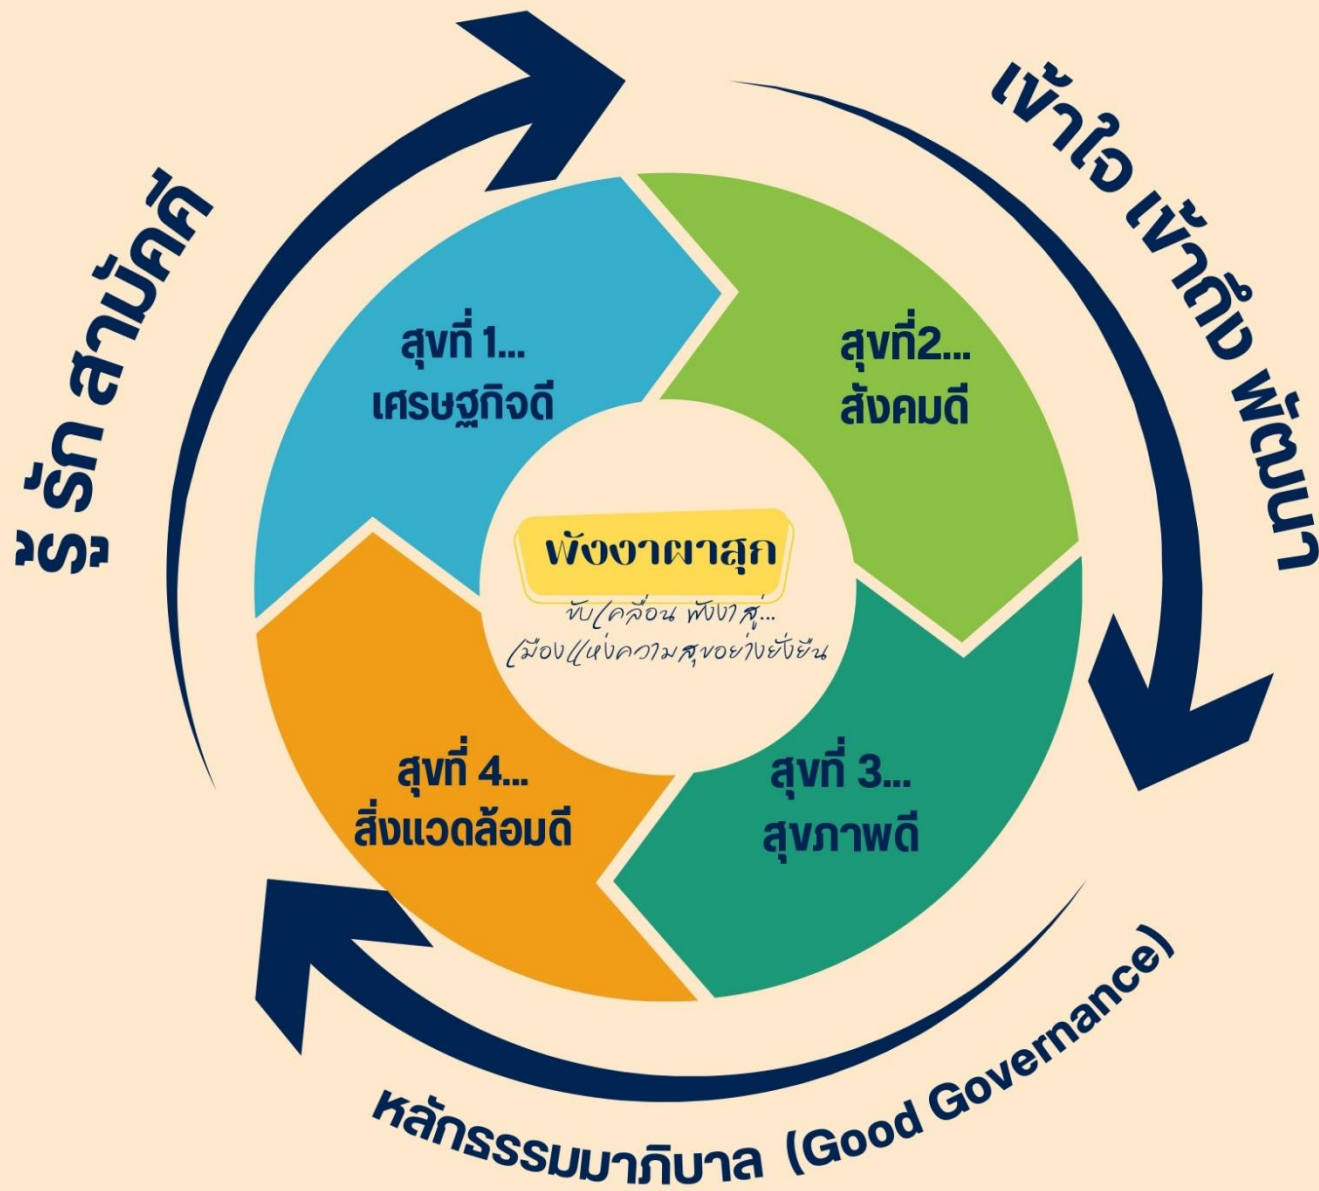 รู้ รัก สามัคคี
เข้าใจ เข้าถึง พัฒนา
สุขที่ 1...
เศรษฐกิจดี
สุขที่2...
สังคมดี
พังงาผาสุก
ขับเคลื่อน พังงาสู่...
เมืองแห่งความสุขอย่างยั่งยืน
สุขที่ 4...
สิ่งแวดล้อมดี
สุขที่ 3...
สุขภาพดี
หลักธรรมมาภิบาล (Good Governance)